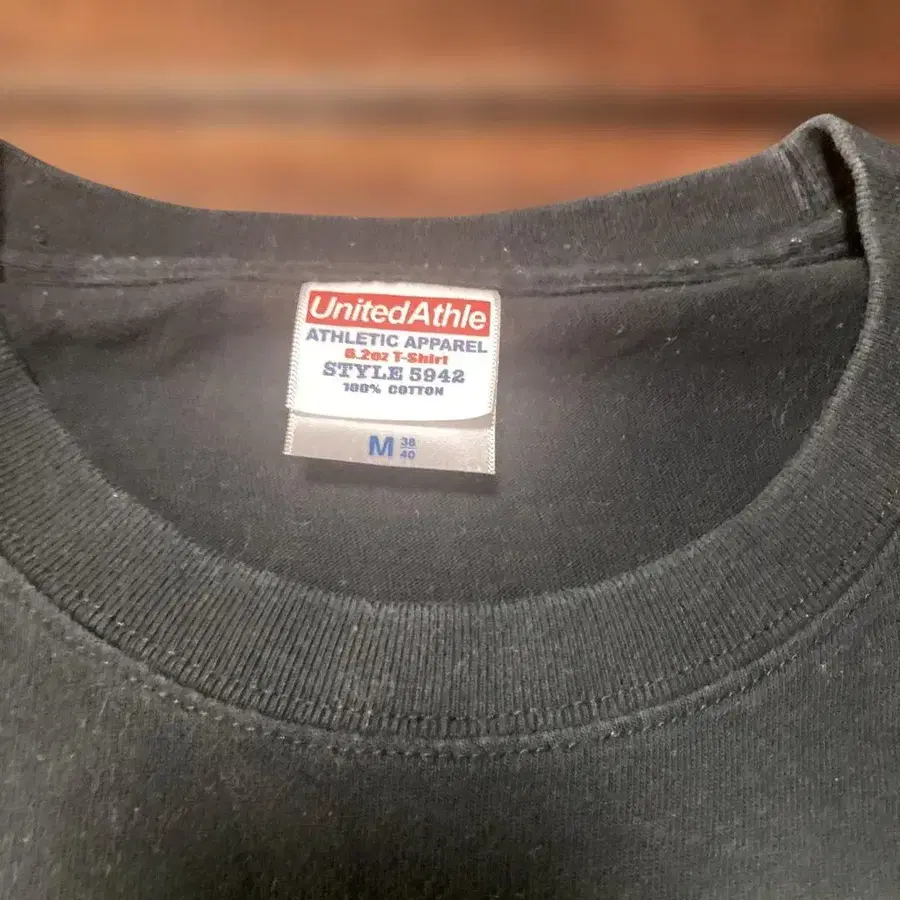 UnitedAthle
ATHLETIC APPAREL
6.2oz T-Shirt
STYLE 5942
100% COTTON
M 38/40